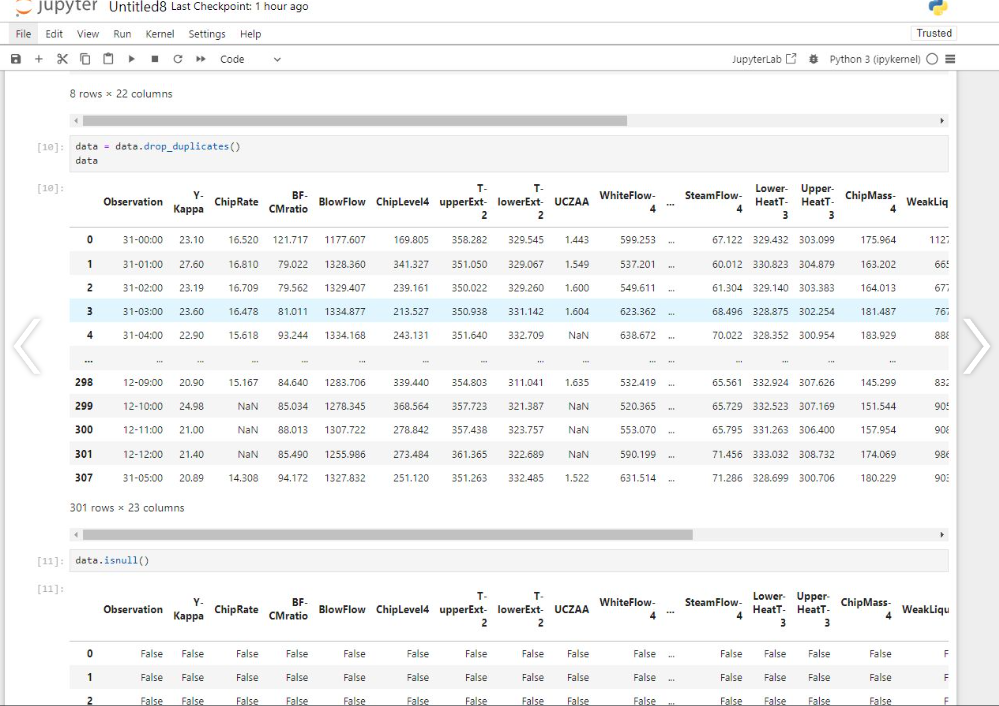 jupyter Untitled8 Last Checkpoint: 1 hour ago
File Edit View Run Kernel Settings Help Trusted
Code JupyterLab Python 3 (ipykernel)
8 rows × 22 columns
[10]: data = data.drop_duplicates()
data
[10]:
Observation Y-Kappa ChipRate BF-CMratio BlowFlow ChipLevel4 T-upperExt-2 T-lowerExt-2 UCZAA WhiteFlow-4 ... SteamFlow-4 Lower-HeatT-3 Upper-HeatT-3 ChipMass-4 WeakLiq
0 31-00:00 23.10 16.520 121.717 1177.607 169.805 358.282 329.545 1.443 599.253 ... 67.122 329.432 303.099 175.964 1127
1 31-01:00 27.60 16.810 79.022 1328.360 341.327 351.050 329.067 1.549 537.201 ... 60.012 330.823 304.879 163.202 665
2 31-02:00 23.19 16.709 79.562 1329.407 239.161 350.022 329.260 1.600 549.611 ... 61.304 329.140 303.383 164.013 677
3 31-03:00 23.60 16.478 81.011 1334.877 213.527 350.938 331.142 1.604 623.362 ... 68.496 328.875 302.254 181.487 767
4 31-04:00 22.90 15.618 93.244 1334.168 243.131 351.640 332.709 NaN 638.672 ... 70.022 328.352 300.954 183.929 888
... ... ... ... ... ... ... ... ... ... ... ... ... ... ... ...
298 12-09:00 20.90 15.167 84.640 1283.706 339.440 354.803 311.041 1.635 532.419 ... 65.561 332.924 307.626 145.299 832
299 12-10:00 24.98 NaN 85.034 1278.345 368.564 357.723 321.387 NaN 520.365 ... 65.729 332.523 307.169 151.544 905
300 12-11:00 21.00 NaN 88.013 1307.722 278.842 357.438 323.757 NaN 553.070 ... 65.795 331.263 306.400 157.954 908
301 12-12:00 21.40 NaN 85.490 1255.986 273.484 361.365 322.689 NaN 590.199 ... 71.456 333.032 308.732 174.069 986
307 31-05:00 20.89 14.308 94.172 1327.832 251.120 351.263 332.485 1.522 631.514 ... 71.286 328.699 300.706 180.229 903
301 rows × 23 columns
[11]: data.isnull()
[11]:
Observation Y-Kappa ChipRate BF-CMratio BlowFlow ChipLevel4 T-upperExt-2 T-lowerExt-2 UCZAA WhiteFlow-4 ... SteamFlow-4 Lower-HeatT-3 Upper-HeatT-3 ChipMass-4 WeakLiqu
0 False False False False False False False False False False ... False False False False F
1 False False False False False False False False False False ... False False False False F
2 False False False False False False False False False False ... False False False False F